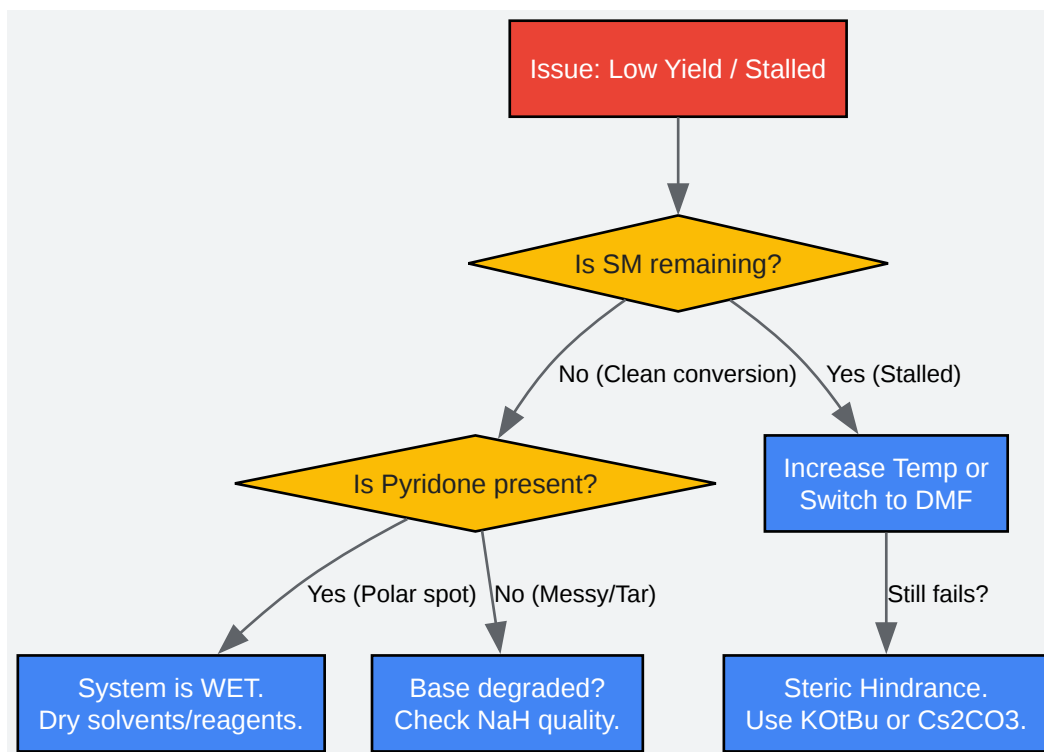 Issue: Low Yield / Stalled
Is SM remaining?
No (Clean conversion)
Yes (Stalled)
Is Pyridone present?
Increase Temp or
Switch to DMF
Yes (Polar spot)
No (Messy/Tar)
Still fails?
System is WET.
Dry solvents/reagents.
Base degraded?
Check NaH quality.
Steric Hindrance.
Use KOtBu or Cs2CO3.